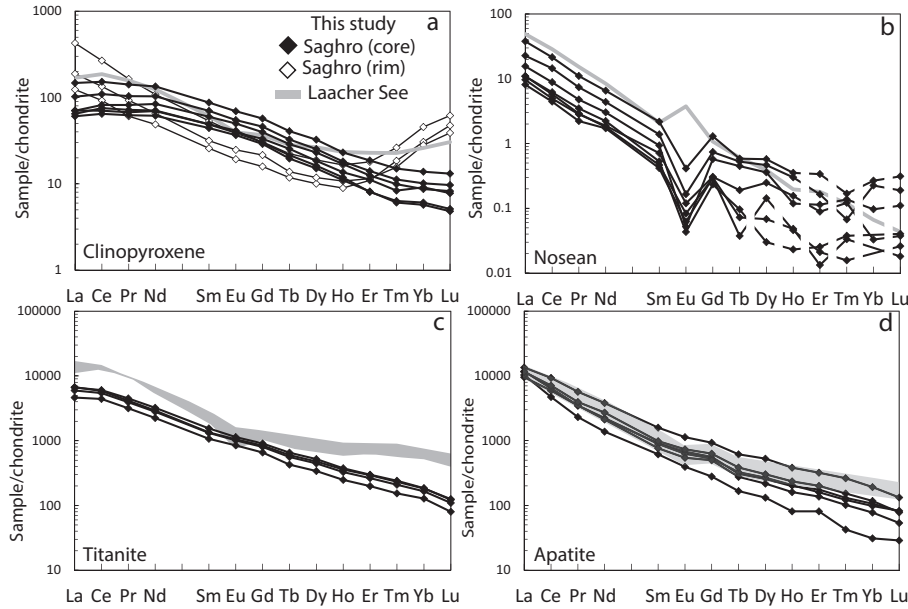 a
This study
Saghro (core)
Saghro (rim)
Laacher See
1000
100
10
1
Sample/chondrite
Clinopyroxene
La Ce Pr Nd Sm Eu Gd Tb Dy Ho Er Tm Yb Lu
b
100
10
1
0.1
0.01
Sample/chondrite
Nosean
La Ce Pr Nd Sm Eu Gd Tb Dy Ho Er Tm Yb Lu
c
100000
10000
1000
100
10
Sample/chondrite
Titanite
La Ce Pr Nd Sm Eu Gd Tb Dy Ho Er Tm Yb Lu
d
100000
10000
1000
100
10
Sample/chondrite
Apatite
La Ce Pr Nd Sm Eu Gd Tb Dy Ho Er Tm Yb Lu